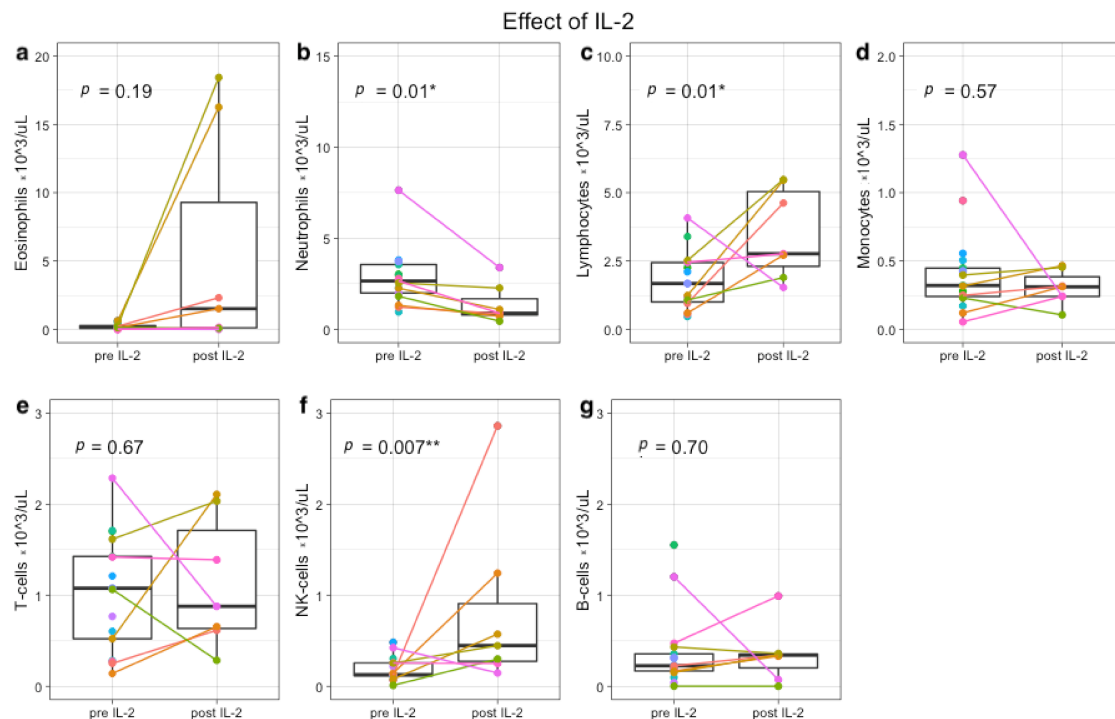 Effect of IL-2
a
p = 0.19
Eosinophils ×10^3/uL
20
15
10
5
0
pre IL-2 post IL-2
b
p = 0.01*
Neutrophils ×10^3/uL
15
10
5
0
pre IL-2 post IL-2
c
p = 0.01*
Lymphocytes ×10^3/uL
10.0
7.5
5.0
2.5
0.0
pre IL-2 post IL-2
d
p = 0.57
Monocytes ×10^3/uL
2.0
1.5
1.0
0.5
0.0
pre IL-2 post IL-2
e
p = 0.67
T-cells ×10^3/uL
3
2
1
0
pre IL-2 post IL-2
f
p = 0.007**
NK-cells ×10^3/uL
3
2
1
0
pre IL-2 post IL-2
g
p = 0.70
B-cells ×10^3/uL
3
2
1
0
pre IL-2 post IL-2